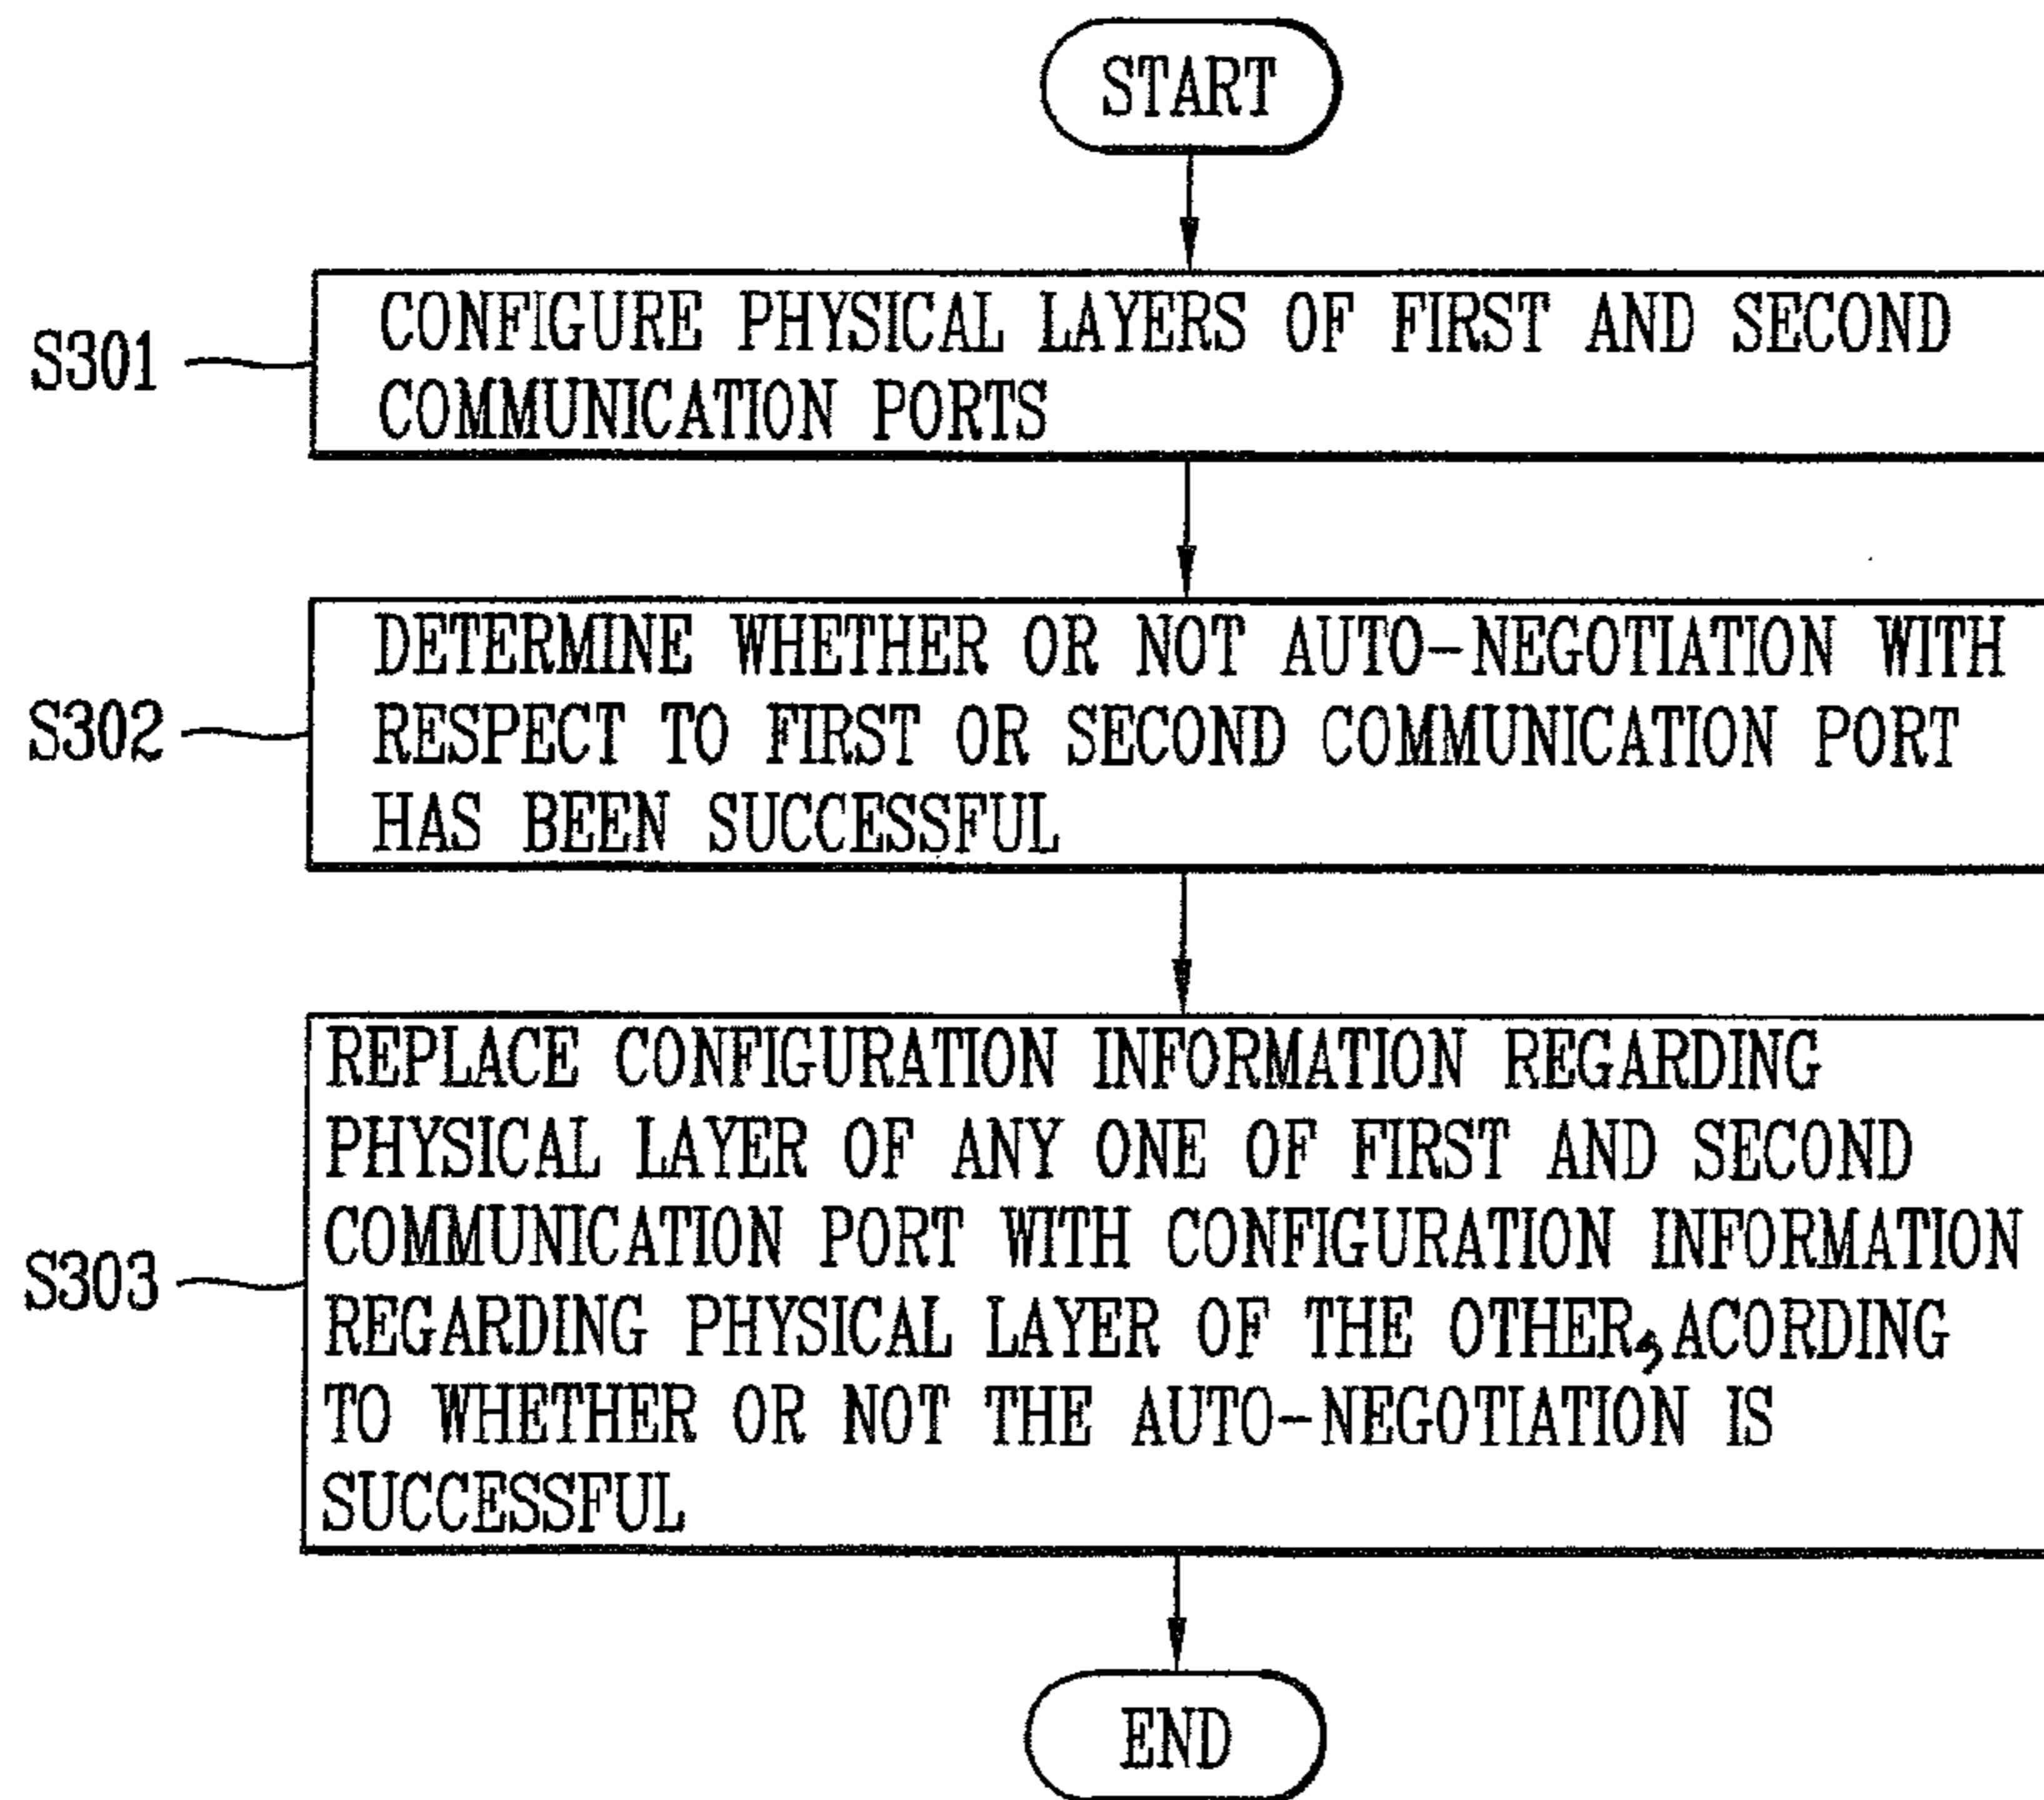 START
S301
CONFIGURE PHYSICAL LAYERS OF FIRST AND SECOND
COMMUNICATION PORTS
S302
DETERMINE WHETHER OR NOT AUTO-NEGOTIATION WITH
RESPECT TO FIRST OR SECOND COMMUNICATION PORT
HAS BEEN SUCCESSFUL
S303
REPLACE CONFIGURATION INFORMATION REGARDING
PHYSICAL LAYER OF ANY ONE OF FIRST AND SECOND
COMMUNICATION PORT WITH CONFIGURATION INFORMATION
REGARDING PHYSICAL LAYER OF THE OTHER, ACORDING
TO WHETHER OR NOT THE AUTO-NEGOTIATION IS
SUCCESSFUL
END